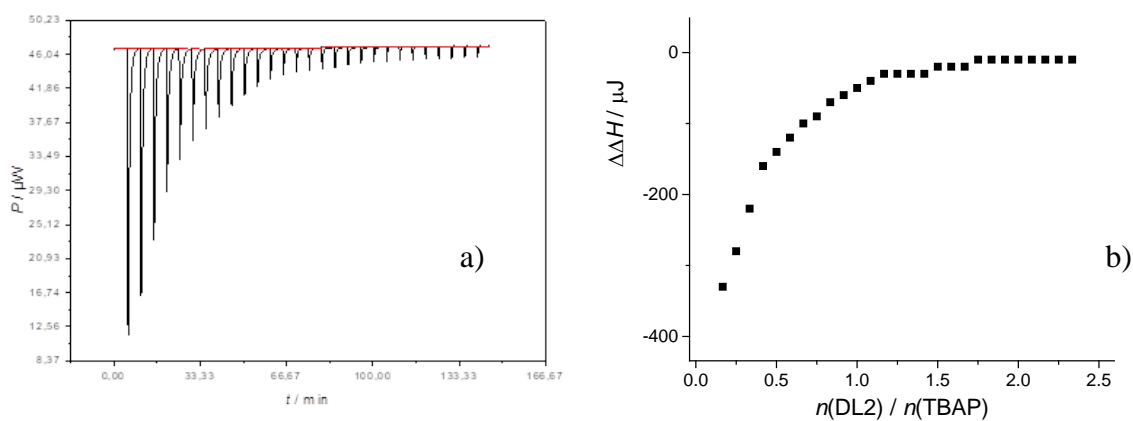 50,23
46,04
41,86
37,67
33,49
29,30
25,12
20,93
16,74
12,56
8,37
P / µW
0,00 33,33 66,67 100,00 133,33 166,67
t / min
a)
0
-200
-400
ΔΔH / µJ
0.0 0.5 1.0 1.5 2.0 2.5
n(DL2) / n(TBAP)
b)